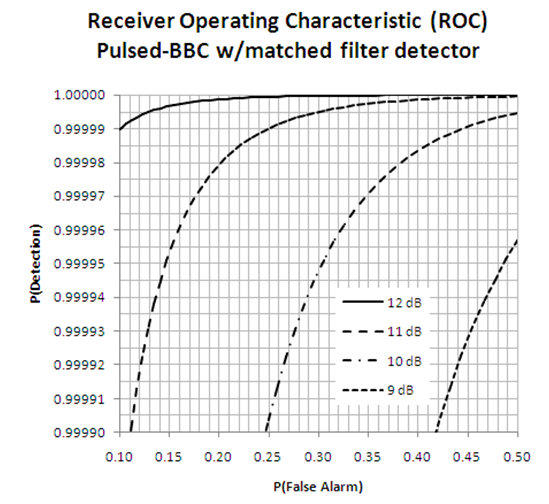 Receiver Operating Characteristic (ROC)
Pulsed-BBC w/matched filter detector
1.00000
0.99999
0.99998
0.99997
0.99996
0.99995
0.99994
0.99993
0.99992
0.99991
0.99990
P(Detection)
12 dB
11 dB
10 dB
9 dB
0.10 0.15 0.20 0.25 0.30 0.35 0.40 0.45 0.50
P(False Alarm)